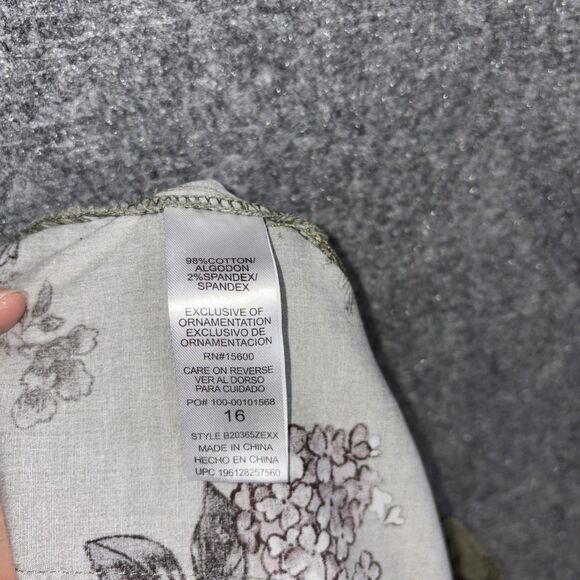 98%COTTON/
ALGODON
2%SPANDEX/
SPANDEX
EXCLUSIVE OF
ORNAMENTATION
EXCLUSIVO DE
ORNAMENTACION
RN#15600
CARE ON REVERSE
VER AL DORSO
PARA CUIDADO
PO# 100-00101568
16
STYLE B20365ZEXX
MADE IN CHINA
HECHO EN CHINA
UPC 196128257560